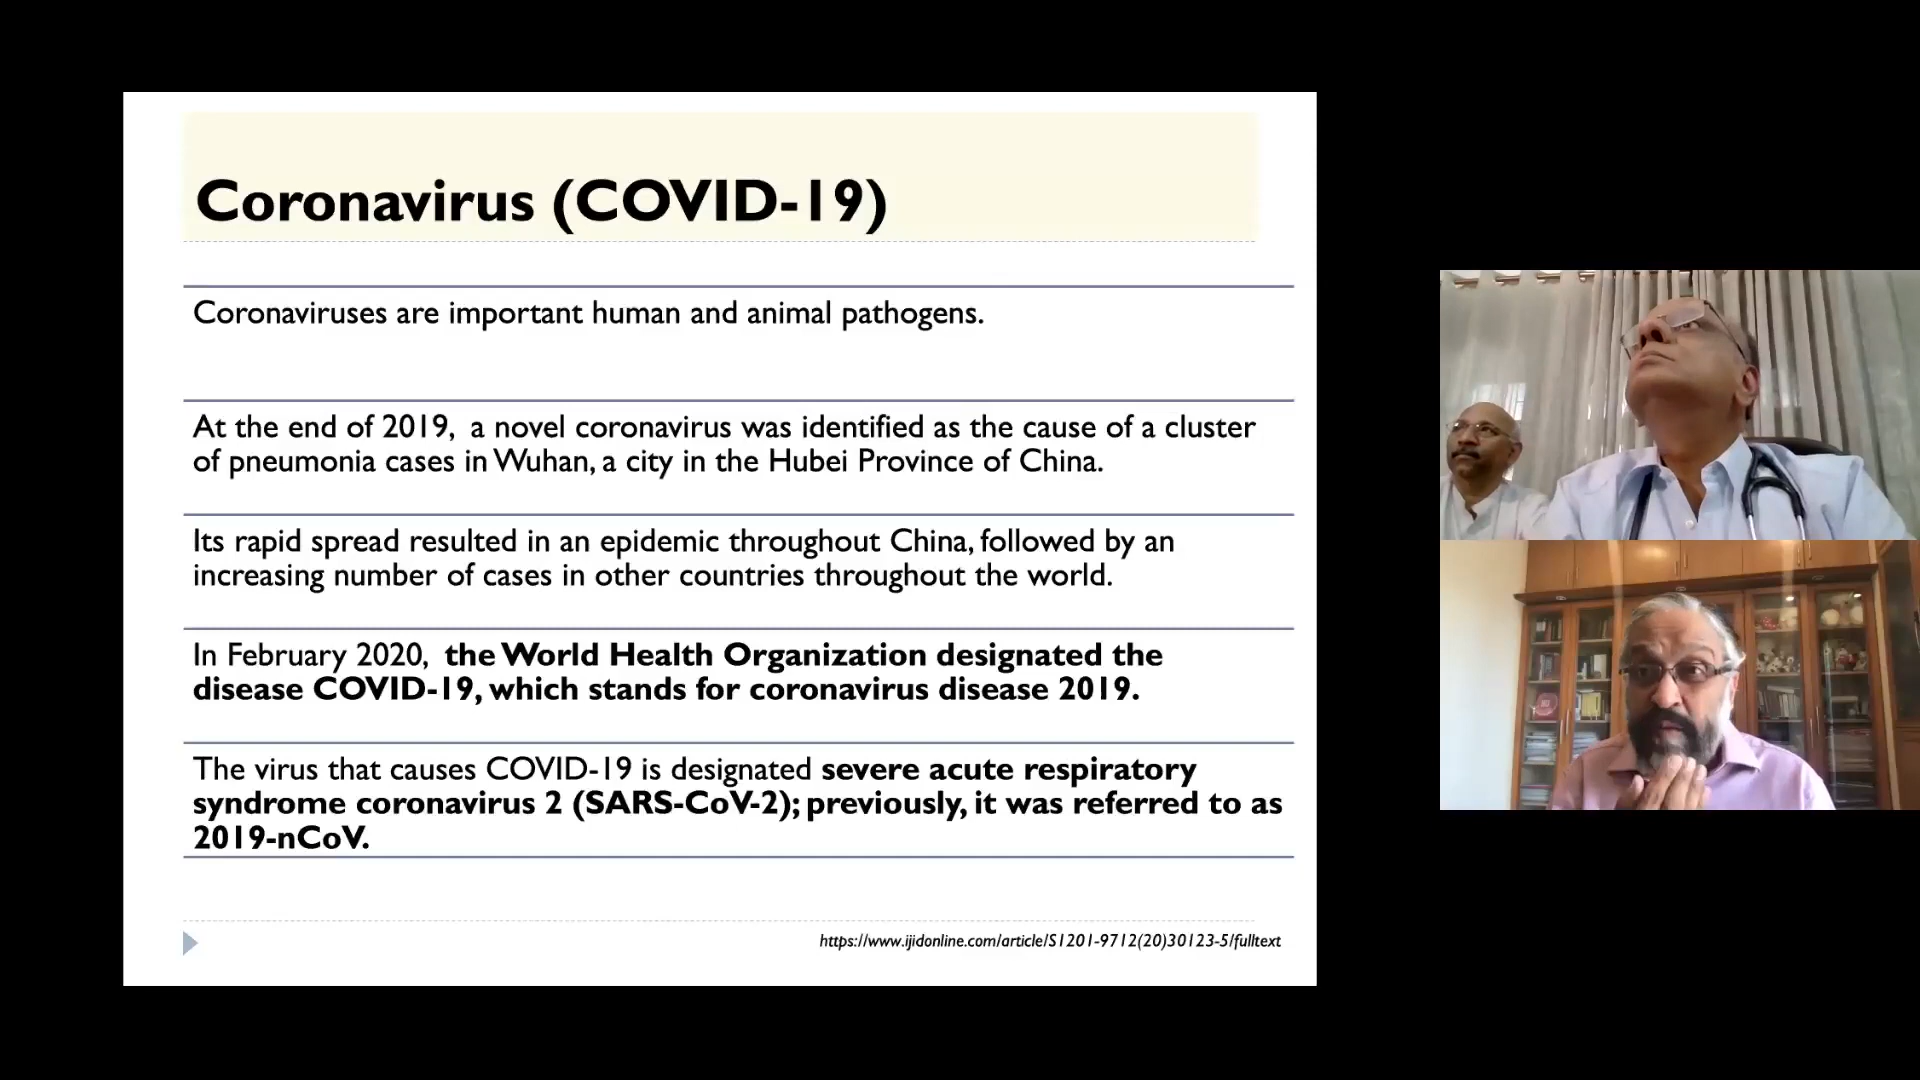 Coronavirus (COVID-19)
Coronaviruses are important human and animal pathogens.
At the end of 2019, a novel coronavirus was identified as the cause of a cluster
of pneumonia cases in Wuhan, a city in the Hubei Province of China.
Its rapid spread resulted in an epidemic throughout China, followed by an
increasing number of cases in other countries throughout the world.
In February 2020, the World Health Organization designated the
disease COVID-19, which stands for coronavirus disease 2019.
The virus that causes COVID-19 is designated severe acute respiratory
syndrome coronavirus 2 (SARS-CoV-2); previously, it was referred to as
2019-nCoV.
https://www.ijidonline.com/article/S1201-9712(20)30123-5/fulltext